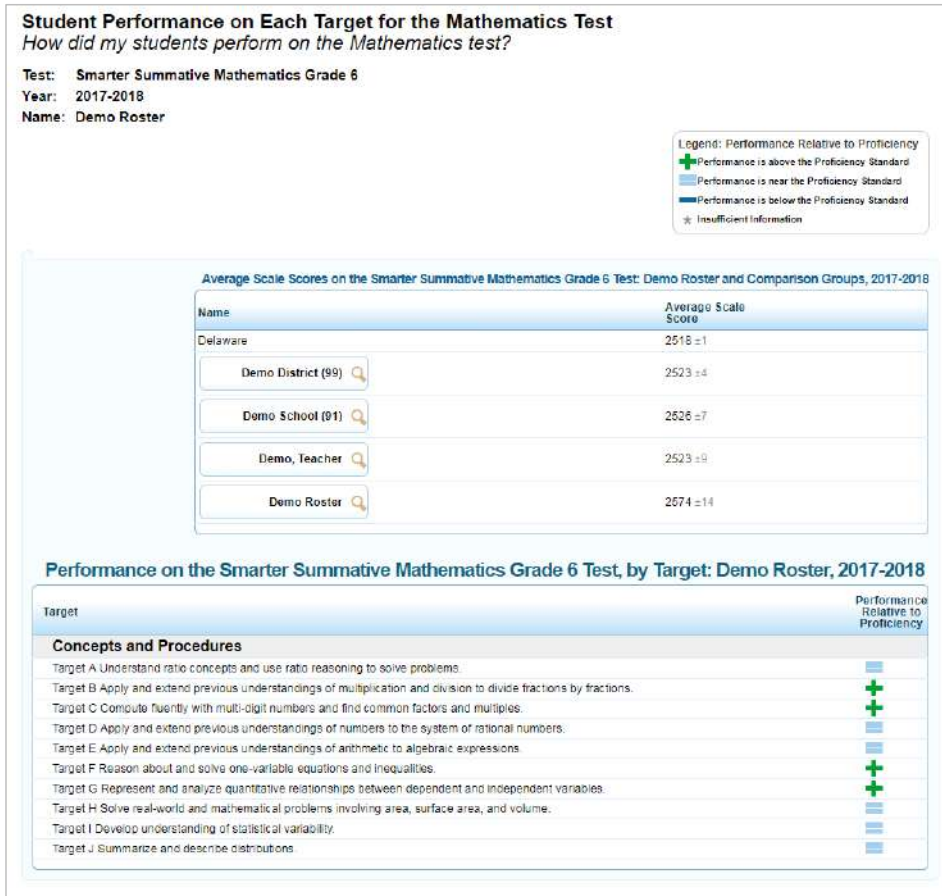 Student Performance on Each Target for the Mathematics Test
How did my students perform on the Mathematics test?
Test: Smarter Summative Mathematics Grade 6
Year: 2017-2018
Name: Demo Roster
Legend: Performance Relative to Proficiency
Performance is above the Proficiency Standard
Performance is near the Proficiency Standard
Performance is below the Proficiency Standard
* Insufficient Information
Average Scale Scores on the Smarter Summative Mathematics Grade 6 Test: Demo Roster and Comparison Groups, 2017-2018
Name Average Scale
Score
Delaware 2518 ±1
Demo District (99) 2523 ±4
Demo School (91) 2526 ±7
Demo, Teacher 2523 ±9
Demo Roster 2574 ±14
Performance on the Smarter Summative Mathematics Grade 6 Test, by Target: Demo Roster, 2017-2018
Target Performance
Relative to
Proficiency
Concepts and Procedures
Target A Understand ratio concepts and use ratio reasoning to solve problems.
Target B Apply and extend previous understandings of multiplication and division to divide fractions by fractions.
Target C Compute fluently with multi-digit numbers and find common factors and multiples.
Target D Apply and extend previous understandings of numbers to the system of rational numbers.
Target E Apply and extend previous understandings of arithmetic to algebraic expressions.
Target F Reason about and solve one-variable equations and inequalities.
Target G Represent and analyze quantitative relationships between dependent and independent variables.
Target H Solve real-world and mathematical problems involving area, surface area, and volume.
Target I Develop understanding of statistical variability.
Target J Summarize and describe distributions.